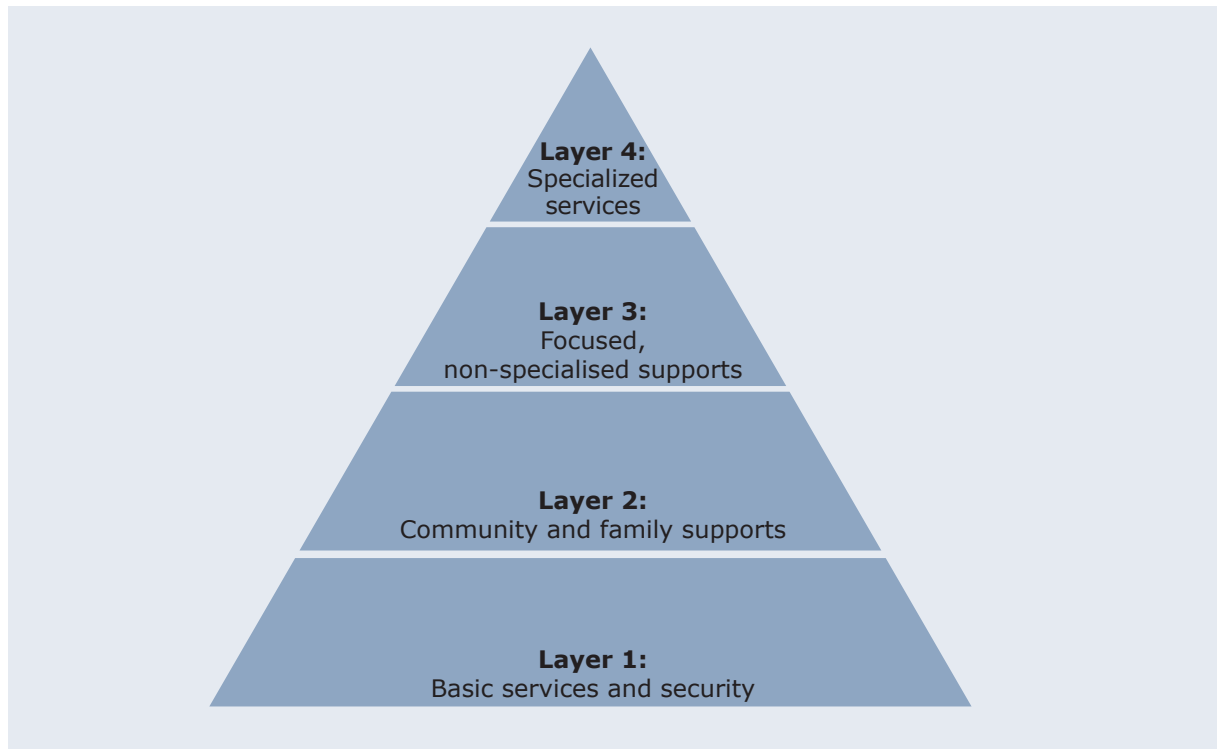 Layer 4:
Specialized
services
Layer 3:
Focused,
non-specialised supports
Layer 2:
Community and family supports
Layer 1:
Basic services and security